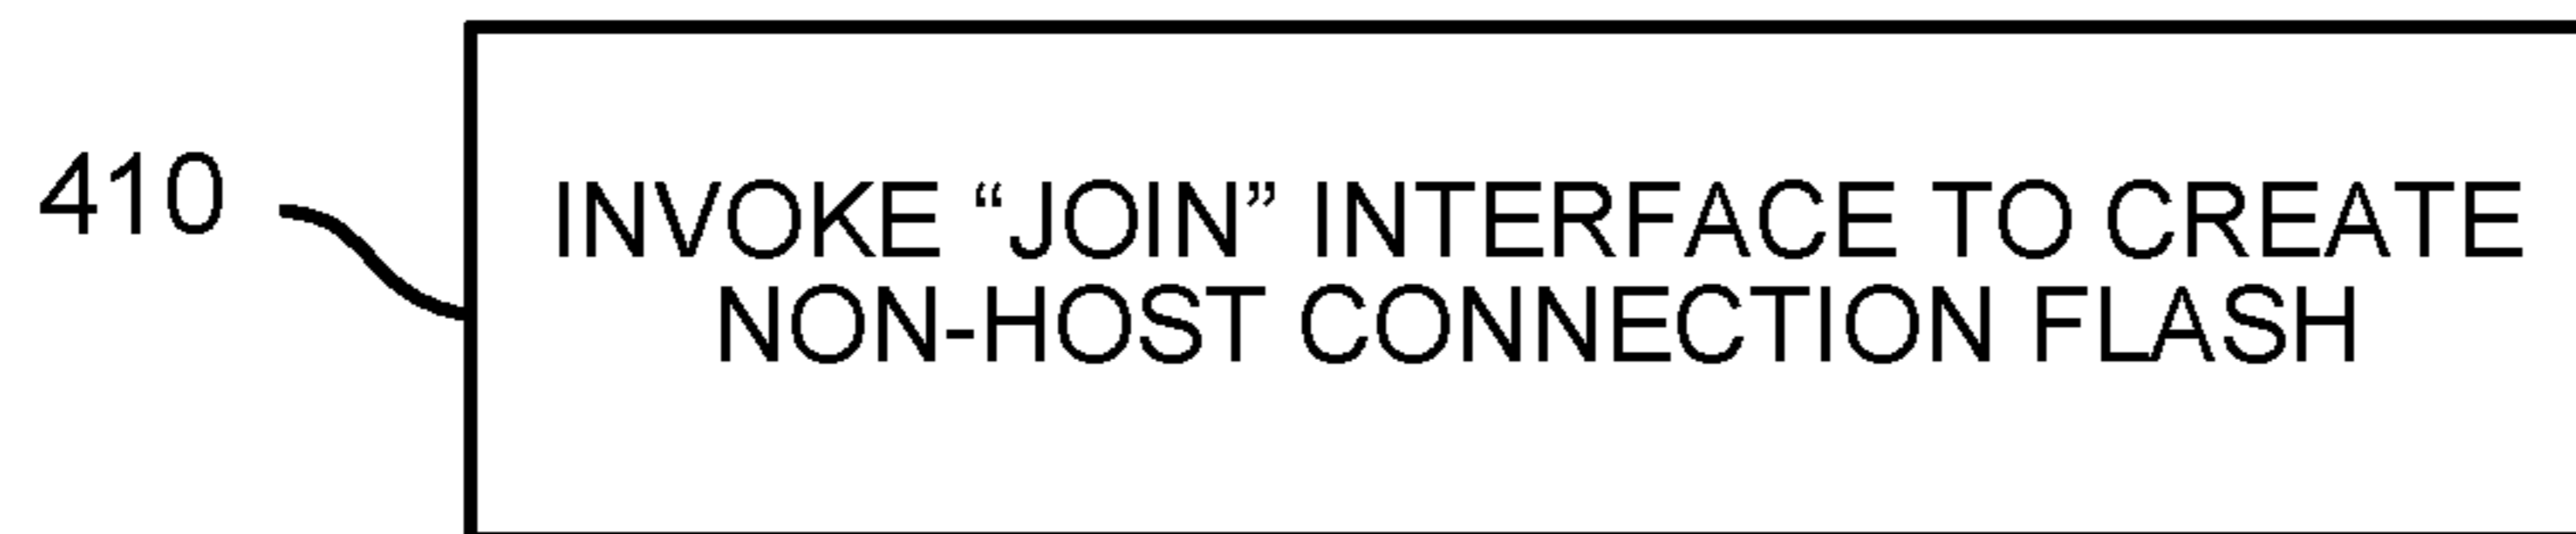 410
INVOKE “JOIN” INTERFACE TO CREATE
NON-HOST CONNECTION FLASH